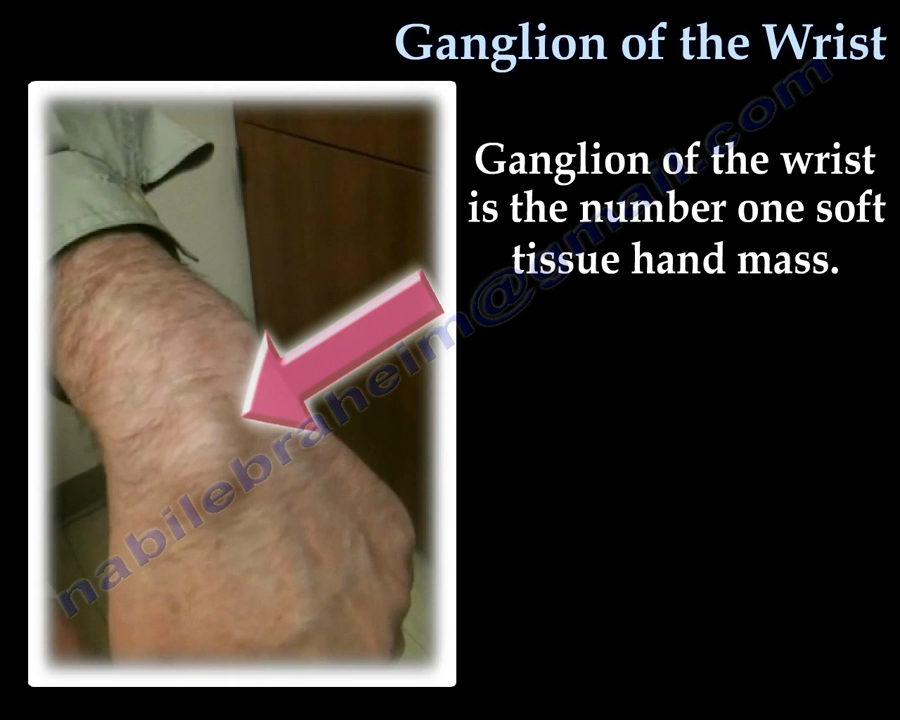 Ganglion of the Wrist
Ganglion of the wrist
is the number one soft
tissue hand mass.
nabilebraheim@gmail.com